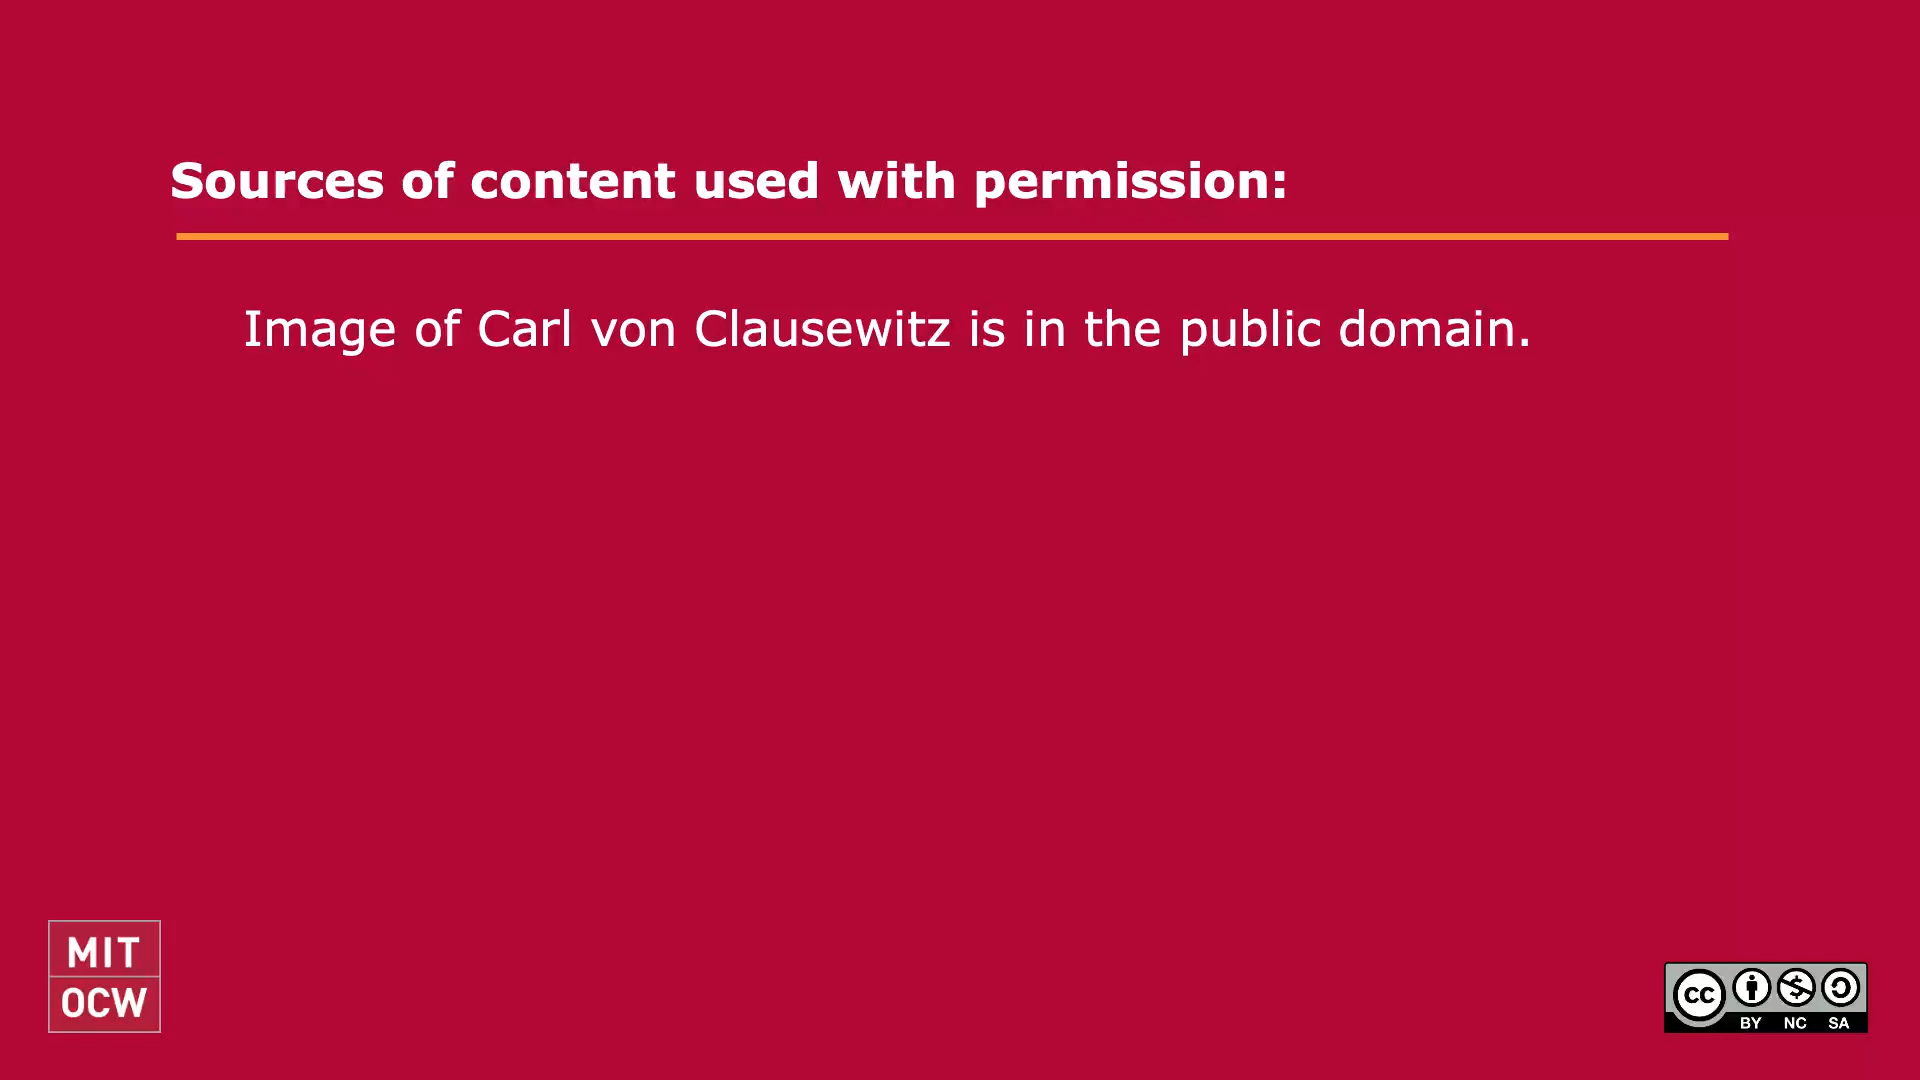 Sources of content used with permission:
Image of Carl von Clausewitz is in the public domain.
MIT
OCW
cc
BY NC SA